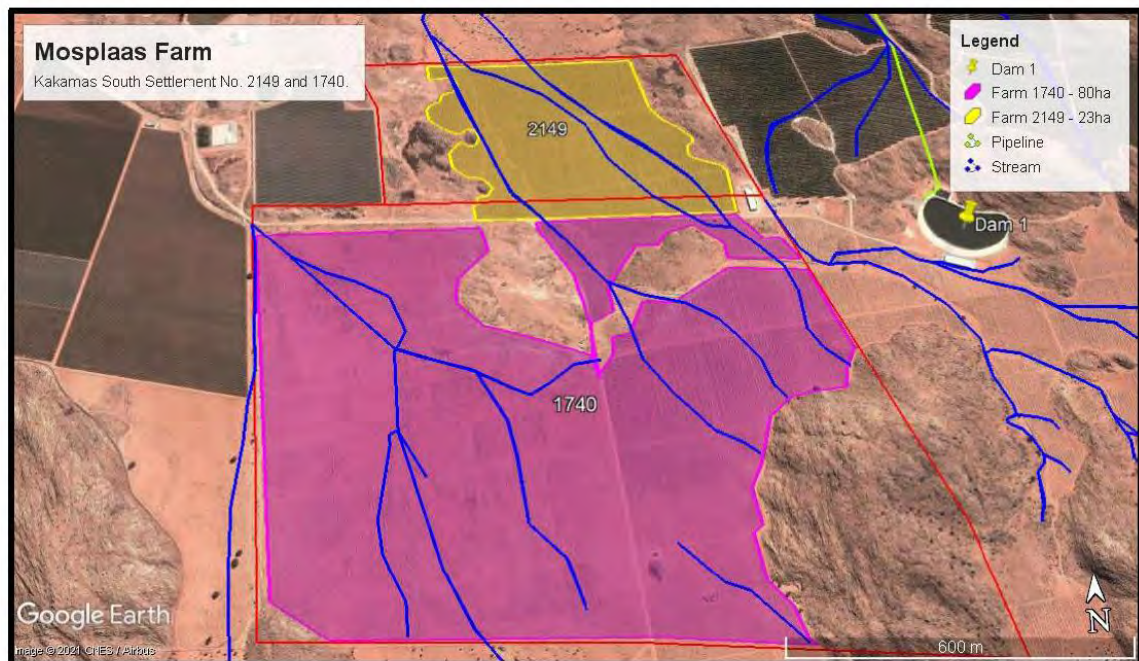 Mosplaas Farm
Kakamas South Settlement No. 2149 and 1740.
Legend
Dam 1
Farm 1740 - 80ha
Farm 2149 - 23ha
Pipeline
Stream
2149
Dam 1
1740
Google Earth
Image © 2021 CNES / Airbus
N
600 m